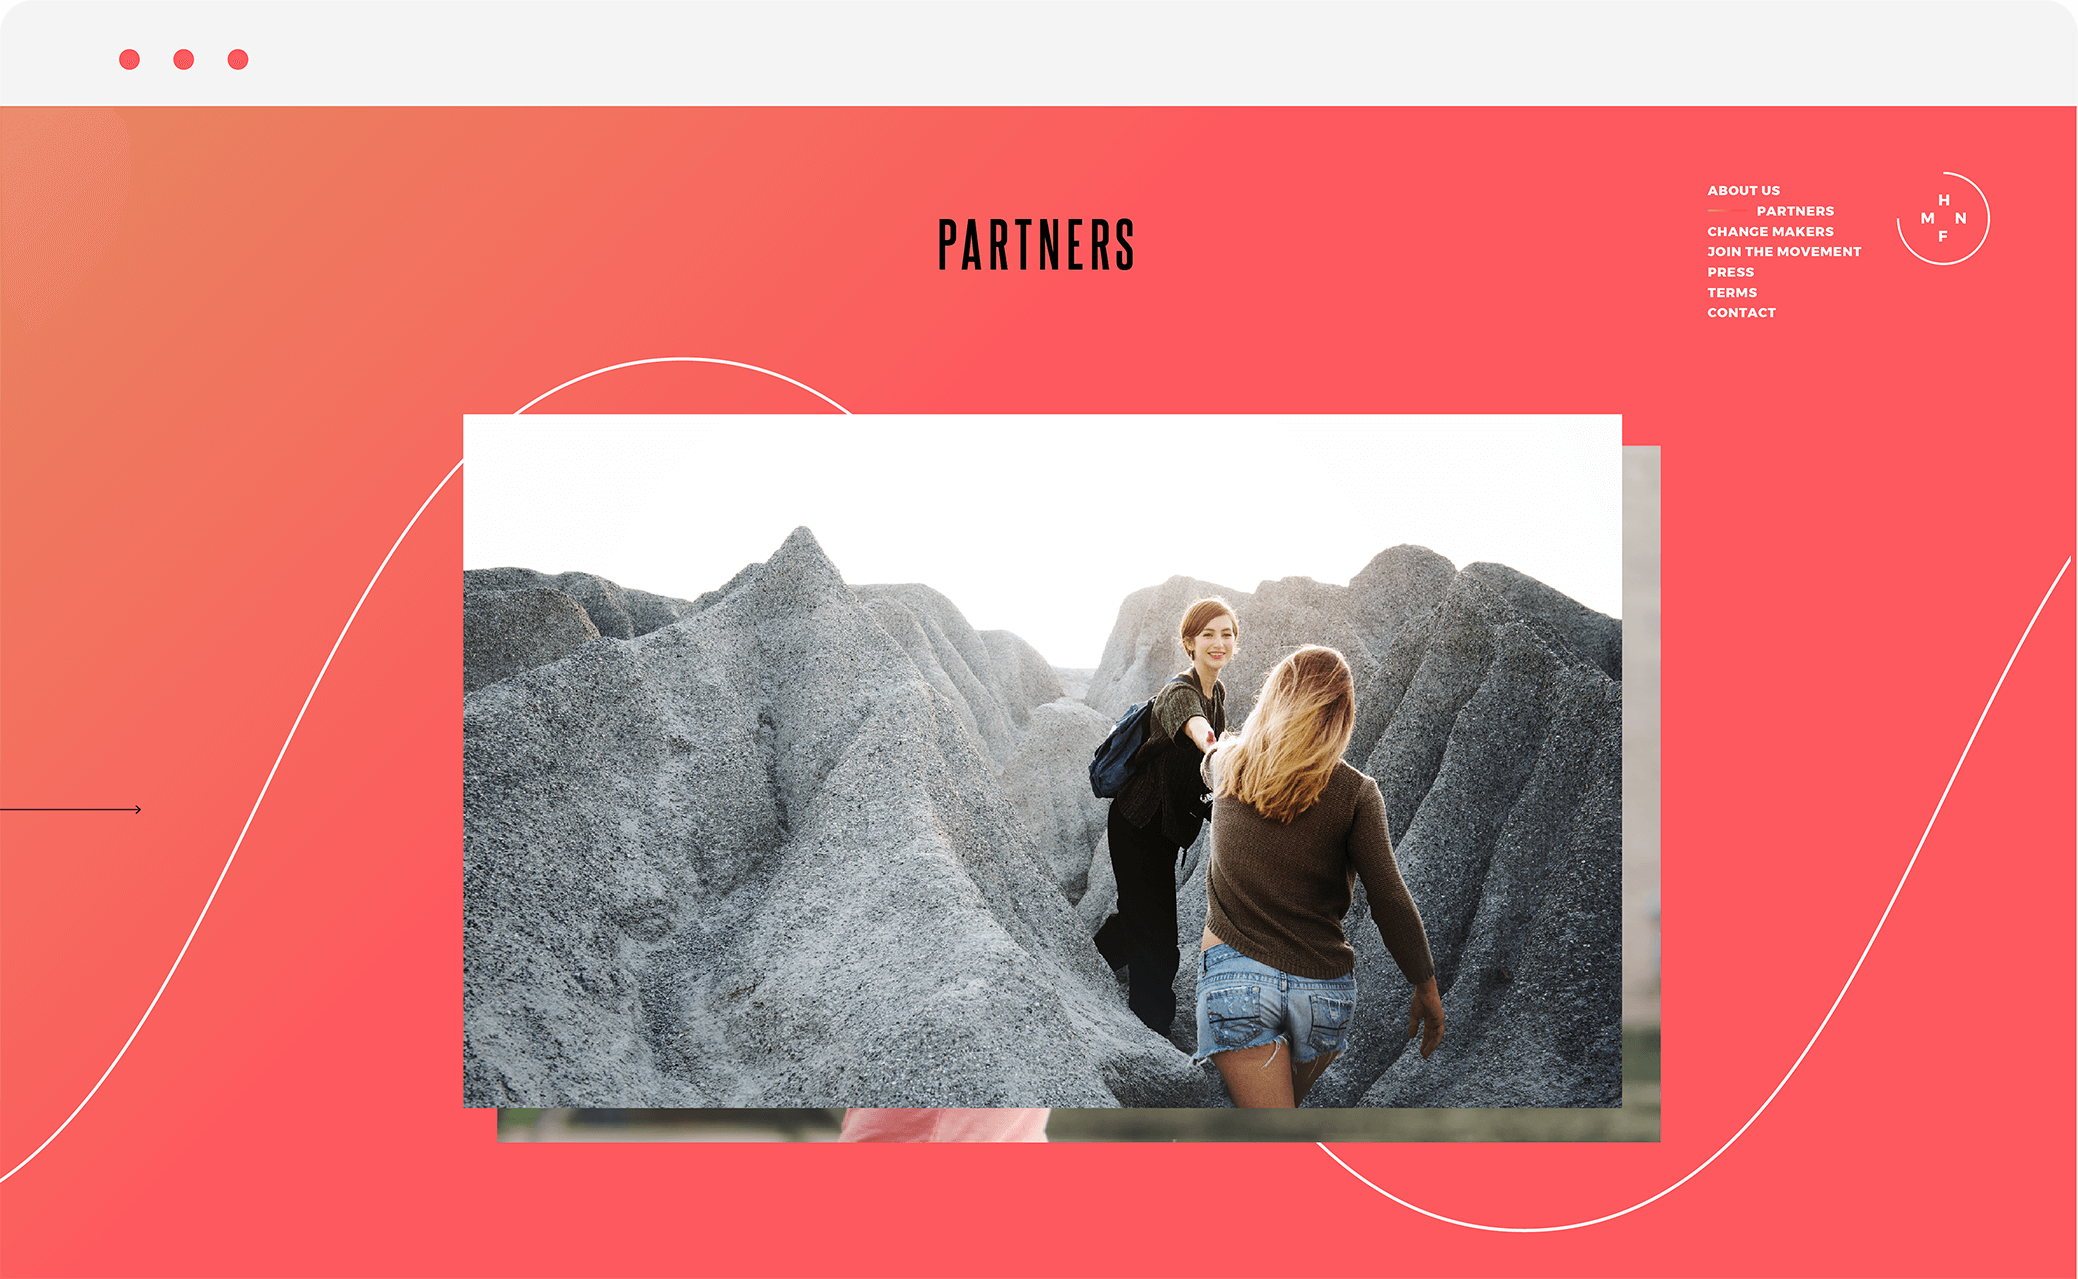 PARTNERS
ABOUT US
PARTNERS
CHANGE MAKERS
JOIN THE MOVEMENT
PRESS
TERMS
CONTACT
H
M N
F